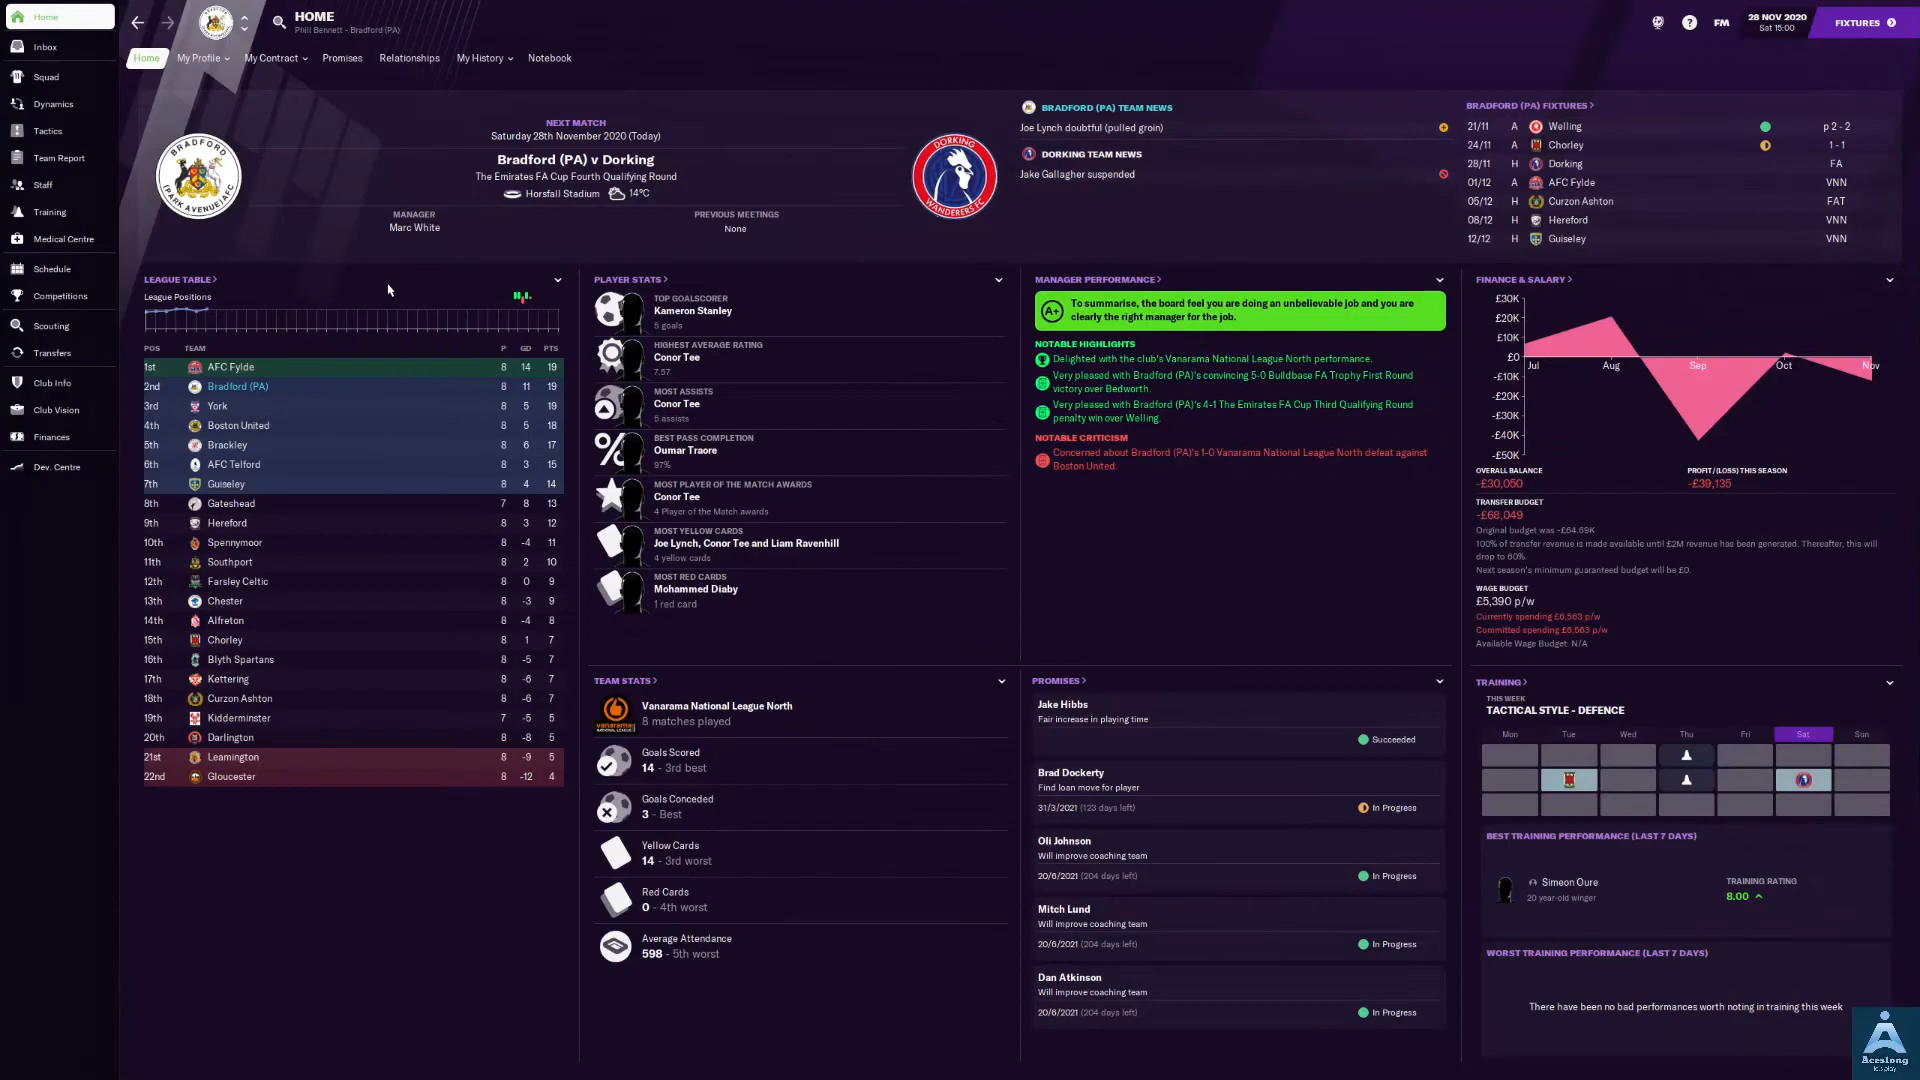 Home
Inbox
Squad
Dynamics
Tactics
Team Report
Staff
Training
Medical Centre
Schedule
Competitions
Scouting
Transfers
Club Info
Club Vision
Finances
Dev. Centre
HOME
Phill Bennett - Bradford (PA)
FM
28 NOV 2020
Sat 15:00
FIXTURES
Home
My Profile
My Contract
Promises
Relationships
My History
Notebook
NEXT MATCH
Saturday 28th November 2020 (Today)
Bradford (PA) v Dorking
The Emirates FA Cup Fourth Qualifying Round
Horsfall Stadium 14°C
MANAGER
Marc White
PREVIOUS MEETINGS
None
BRADFORD
(PARK AVENUE) AFC
DORKING
WANDERERS FC
BRADFORD (PA) TEAM NEWS
Joe Lynch doubtful (pulled groin)
DORKING TEAM NEWS
Jake Gallagher suspended
BRADFORD (PA) FIXTURES >
21/11 A Welling p 2 - 2
24/11 A Chorley 1 - 1
28/11 H Dorking FA
01/12 A AFC Fylde VNN
05/12 H Curzon Ashton FAT
08/12 H Hereford VNN
12/12 H Guiseley VNN
LEAGUE TABLE >
League Positions
POS TEAM P GD PTS
1st AFC Fylde 8 14 19
2nd Bradford (PA) 8 11 19
3rd York 8 5 19
4th Boston United 8 5 18
5th Brackley 8 6 17
6th AFC Telford 8 3 15
7th Guiseley 8 4 14
8th Gateshead 7 8 13
9th Hereford 8 3 12
10th Spennymoor 8 -4 11
11th Southport 8 2 10
12th Farsley Celtic 8 0 9
13th Chester 8 -3 9
14th Alfreton 8 -4 8
15th Chorley 8 1 7
16th Blyth Spartans 8 -5 7
17th Kettering 8 -6 7
18th Curzon Ashton 8 -6 7
19th Kidderminster 7 -5 5
20th Darlington 8 -8 5
21st Leamington 8 -9 5
22nd Gloucester 8 -12 4
PLAYER STATS >
TOP GOALSCORER
Kameron Stanley
5 goals
HIGHEST AVERAGE RATING
Conor Tee
7.57
MOST ASSISTS
Conor Tee
5 assists
BEST PASS COMPLETION
Oumar Traore
97%
MOST PLAYER OF THE MATCH AWARDS
Conor Tee
4 Player of the Match awards
MOST YELLOW CARDS
Joe Lynch, Conor Tee and Liam Ravenhill
4 yellow cards
MOST RED CARDS
Mohammed Diaby
1 red card
MANAGER PERFORMANCE >
A+ To summarise, the board feel you are doing an unbelievable job and you are
clearly the right manager for the job.
NOTABLE HIGHLIGHTS
Delighted with the club's Vanarama National League North performance.
Very pleased with Bradford (PA)'s convincing 5-0 Buildbase FA Trophy First Round
victory over Bedworth.
Very pleased with Bradford (PA)'s 4-1 The Emirates FA Cup Third Qualifying Round
penalty win over Welling.
NOTABLE CRITICISM
Concerned about Bradford (PA)'s 1-0 Vanarama National League North defeat against
Boston United.
FINANCE & SALARY >
£30K
£20K
£10K
£0
-£10K
-£20K
-£30K
-£40K
-£50K
Jul Aug Sep Oct Nov
OVERALL BALANCE
-£30,050
PROFIT / (LOSS) THIS SEASON
-£39,135
TRANSFER BUDGET
-£68,049
Original budget was -£64.69K
100% of transfer revenue is made available until £2M revenue has been generated. Thereafter, this will
drop to 60%.
Next season's minimum guaranteed budget will be £0.
WAGE BUDGET
£5,390 p/w
Currently spending £6,563 p/w
Committed spending £6,563 p/w
Available Wage Budget: N/A
TEAM STATS >
Vanarama National League North
8 matches played
Goals Scored
14 - 3rd best
Goals Conceded
3 - Best
Yellow Cards
14 - 3rd worst
Red Cards
0 - 4th worst
Average Attendance
598 - 5th worst
PROMISES >
Jake Hibbs
Fair increase in playing time
Succeeded
Brad Dockerty
Find loan move for player
31/3/2021 (123 days left) In Progress
Oli Johnson
Will improve coaching team
20/6/2021 (204 days left) In Progress
Mitch Lund
Will improve coaching team
20/6/2021 (204 days left) In Progress
Dan Atkinson
Will improve coaching team
20/6/2021 (204 days left) In Progress
TRAINING >
THIS WEEK
TACTICAL STYLE - DEFENCE
Mon Tue Wed Thu Fri Sat Sun
BEST TRAINING PERFORMANCE (LAST 7 DAYS)
Simeon Oure
20 year-old winger
TRAINING RATING
8.00
WORST TRAINING PERFORMANCE (LAST 7 DAYS)
There have been no bad performances worth noting in training this week
Aceslong